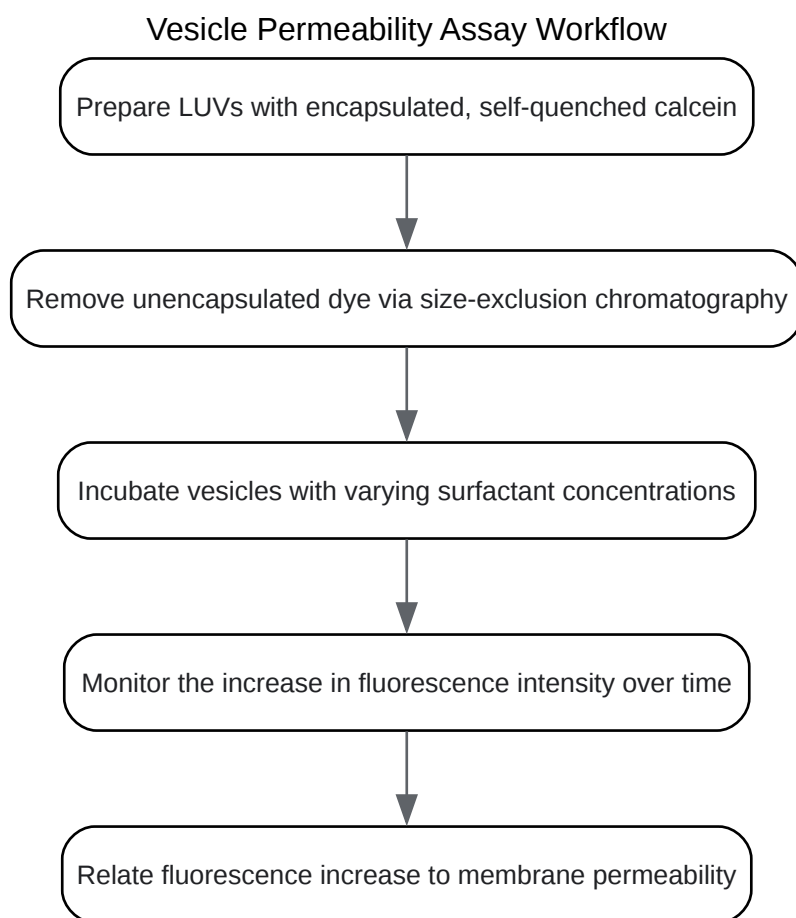 Vesicle Permeability Assay Workflow
Prepare LUVs with encapsulated, self-quenched calcein
Remove unencapsulated dye via size-exclusion chromatography
Incubate vesicles with varying surfactant concentrations
Monitor the increase in fluorescence intensity over time
Relate fluorescence increase to membrane permeability